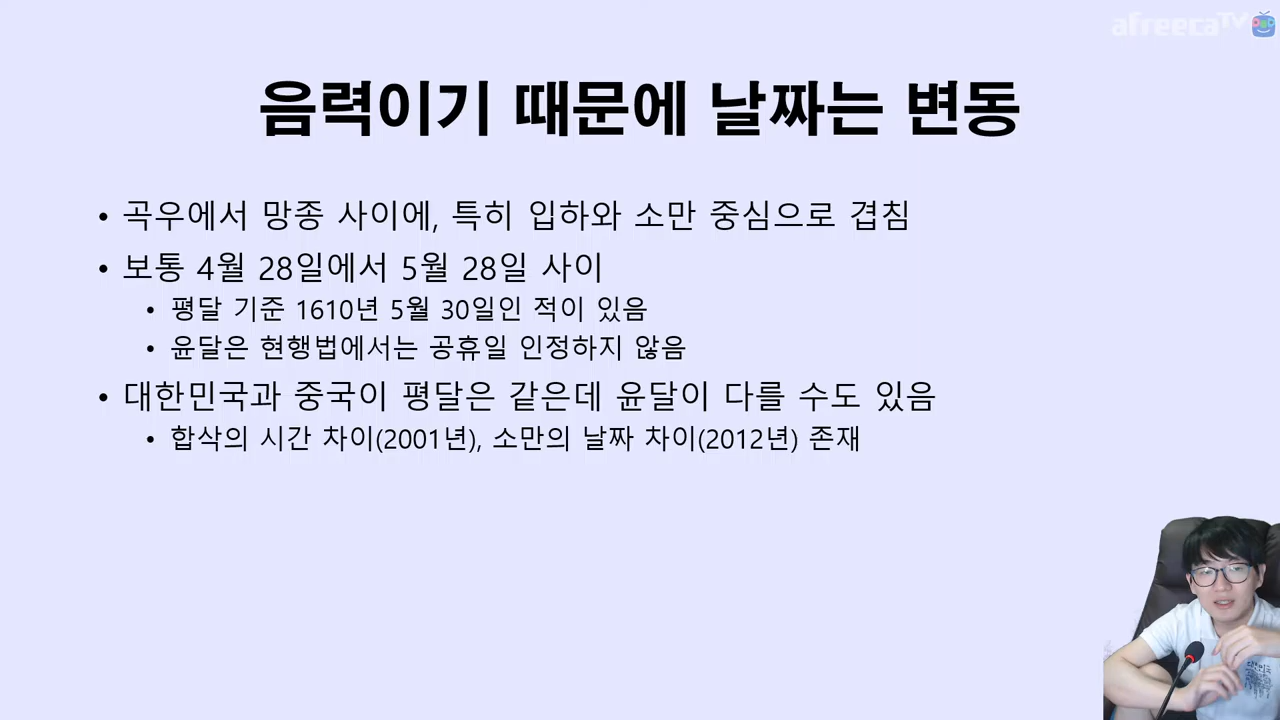 afreecaTV
음력이기 때문에 날짜는 변동
• 곡우에서 망종 사이에, 특히 입하와 소만 중심으로 겹침
• 보통 4월 28일에서 5월 28일 사이
• 평달 기준 1610년 5월 30일인 적이 있음
• 윤달은 현행법에서는 공휴일 인정하지 않음
• 대한민국과 중국이 평달은 같은데 윤달이 다를 수도 있음
• 합삭의 시간 차이(2001년), 소만의 날짜 차이(2012년) 존재